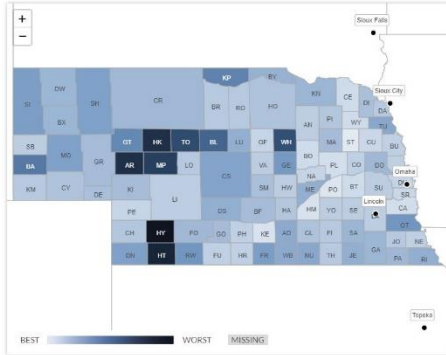 +
−
Sioux Falls
KP
BY
DW
SI
SN
CR
BR
RO
HO
KN
CE
DI
Sioux City
DA
BX
AN
PI
WY
TU
SB
MO
GR
GT
HK
TO
BL
LU
GF
WH
BO
MA
ST
CU
BU
BA
AR
MP
LO
VA
GE
PL
CO
DO
Omaha
KM
CY
DE
KI
CS
SM
HW
NA
ME
PO
BT
SU
SR
LI
DS
BF
HA
HM
YO
SE
Lincoln
CA
PE
OT
CH
HY
GO
PH
KE
AD
CL
FI
SA
JO
NE
DN
HT
RW
FU
HR
FR
WB
NU
TH
JE
GA
PA
RI
BEST
WORST
MISSING
Topeka